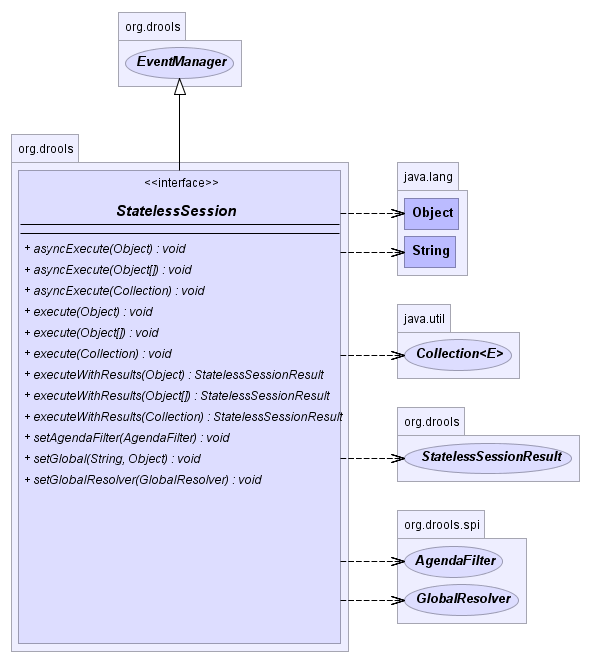 org.drools
EventManager
org.drools
<<interface>>
StatelessSession
+ asyncExecute(Object) : void
+ asyncExecute(Object[]) : void
+ asyncExecute(Collection) : void
+ execute(Object) : void
+ execute(Object[]) : void
+ execute(Collection) : void
+ executeWithResults(Object) : StatelessSessionResult
+ executeWithResults(Object[]) : StatelessSessionResult
+ executeWithResults(Collection) : StatelessSessionResult
+ setAgendaFilter(AgendaFilter) : void
+ setGlobal(String, Object) : void
+ setGlobalResolver(GlobalResolver) : void
java.lang
Object
String
java.util
Collection<E>
org.drools
StatelessSessionResult
org.drools.spi
AgendaFilter
GlobalResolver